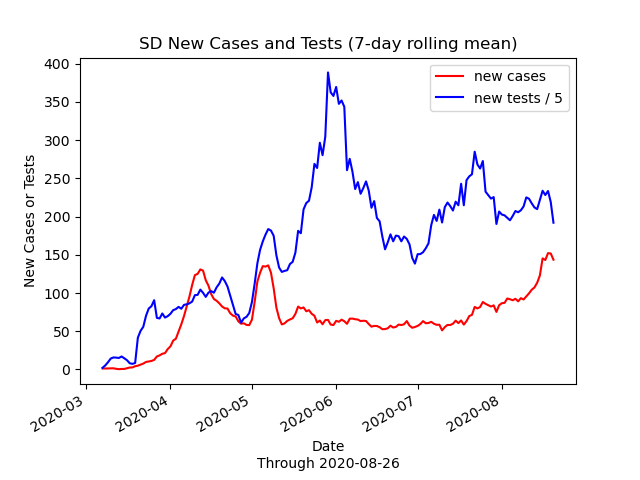 SD New Cases and Tests (7-day rolling mean)
new cases
new tests / 5
New Cases or Tests
400
350
300
250
200
150
100
50
0
2020-03
2020-04
2020-05
2020-06
2020-07
2020-08
Date
Through 2020-08-26